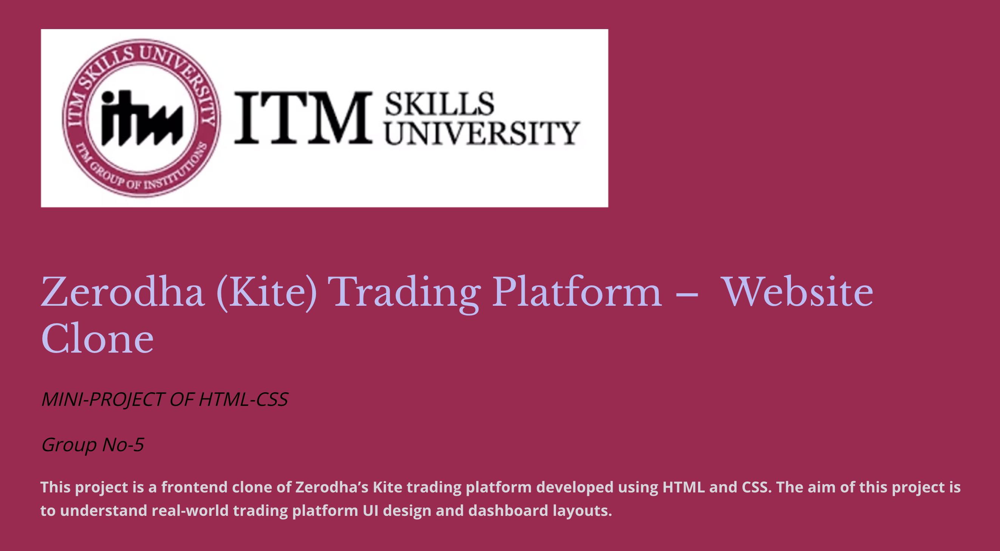 ITM SKILLS UNIVERSITY
itm
ITM GROUP OF INSTITUTIONS
ITM SKILLS
UNIVERSITY
Zerodha (Kite) Trading Platform –  Website
Clone
MINI-PROJECT OF HTML-CSS
Group No-5
This project is a frontend clone of Zerodha’s Kite trading platform developed using HTML and CSS. The aim of this project is
to understand real-world trading platform UI design and dashboard layouts.